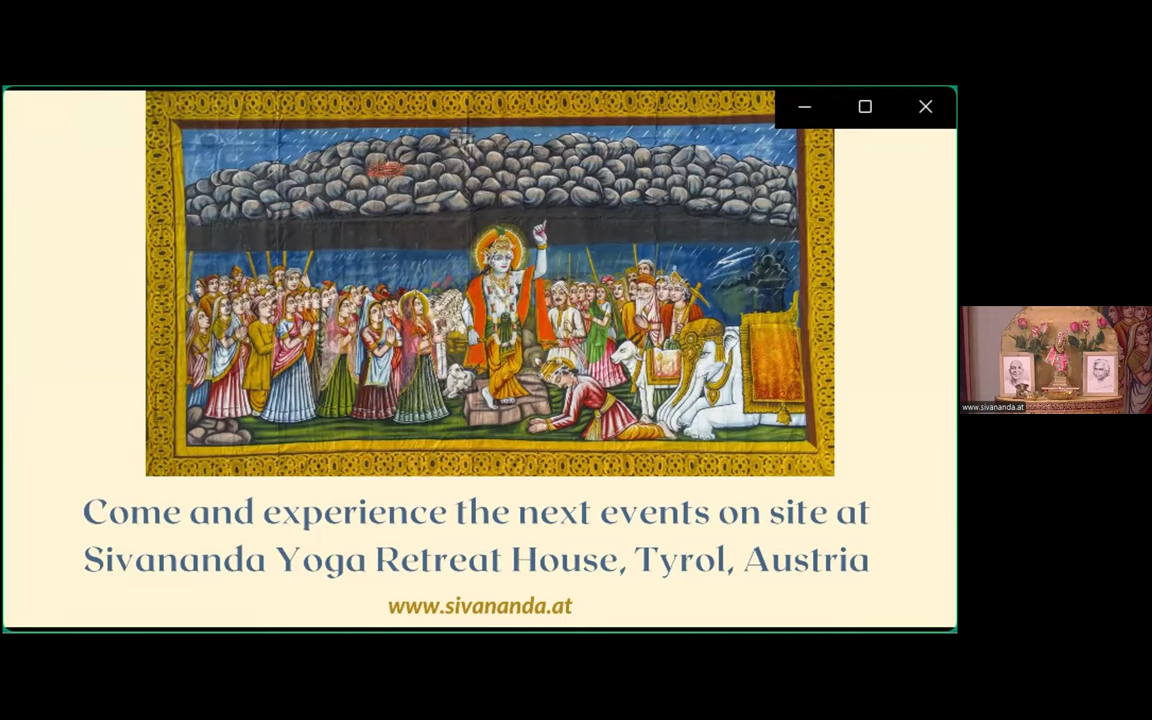 Come and experience the next events on site at
Sivananda Yoga Retreat House, Tyrol, Austria
www.sivananda.at
www.sivananda.at